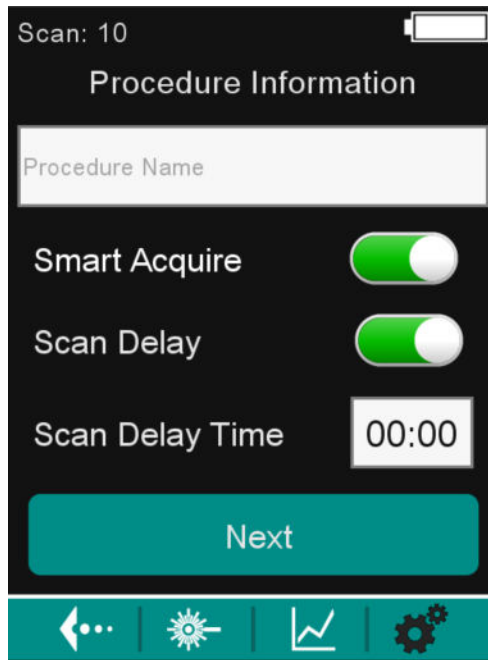 Scan: 10
Procedure Information
Procedure Name
Smart Acquire
Scan Delay
Scan Delay Time 00:00
Next